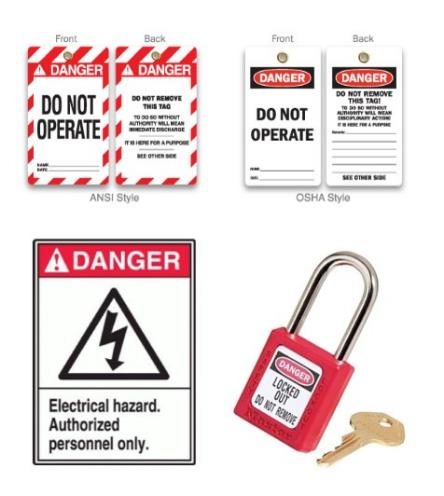 Front
Back
DANGER
DO NOT
OPERATE
NAME
DATE
DANGER
DO NOT REMOVE
THIS TAG
TO DO SO WITHOUT
AUTHORITY WILL MEAN
IMMEDIATE DISCHARGE
IT IS HERE FOR A PURPOSE
SEE OTHER SIDE
ANSI Style
Front
Back
DANGER
DO NOT
OPERATE
NAME
DATE
DANGER
DO NOT REMOVE
THIS TAG!
TO DO SO WITHOUT
AUTHORITY WILL MEAN
DISCIPLINARY ACTION!
IT IS HERE FOR A PURPOSE
Remarks:
SEE OTHER SIDE
OSHA Style
DANGER
Electrical hazard.
Authorized
personnel only.
DANGER
LOCKED
OUT
DO NOT REMOVE